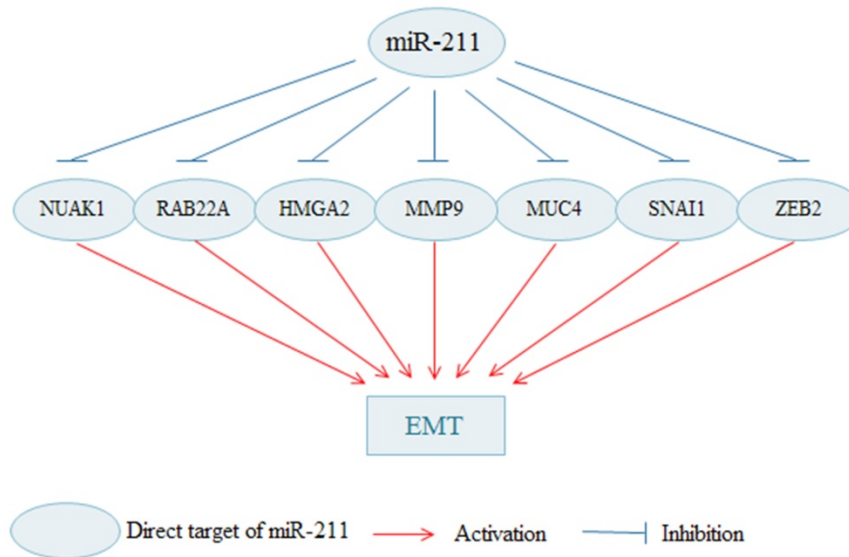 miR-211
NUAK1 RAB22A HMGA2 MMP9 MUC4 SNAI1 ZEB2
EMT
Direct target of miR-211 Activation Inhibition